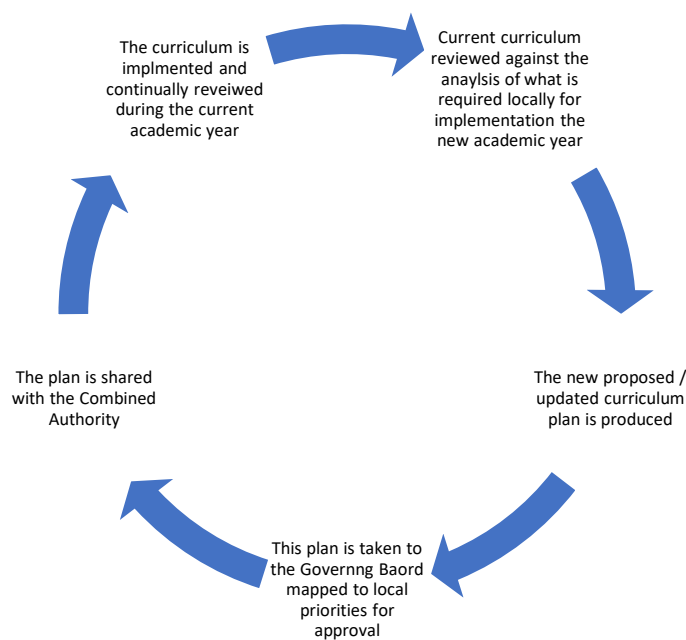 The curriculum is
implmented and
continually reveiwed
during the current
academic year
Current curriculum
reviewed against the
anaylsis of what is
required locally for
implementation the
new academic year
The new proposed /
updated curriculum
plan is produced
This plan is taken to
the Governng Baord
mapped to local
priorities for
approval
The plan is shared
with the Combined
Authority